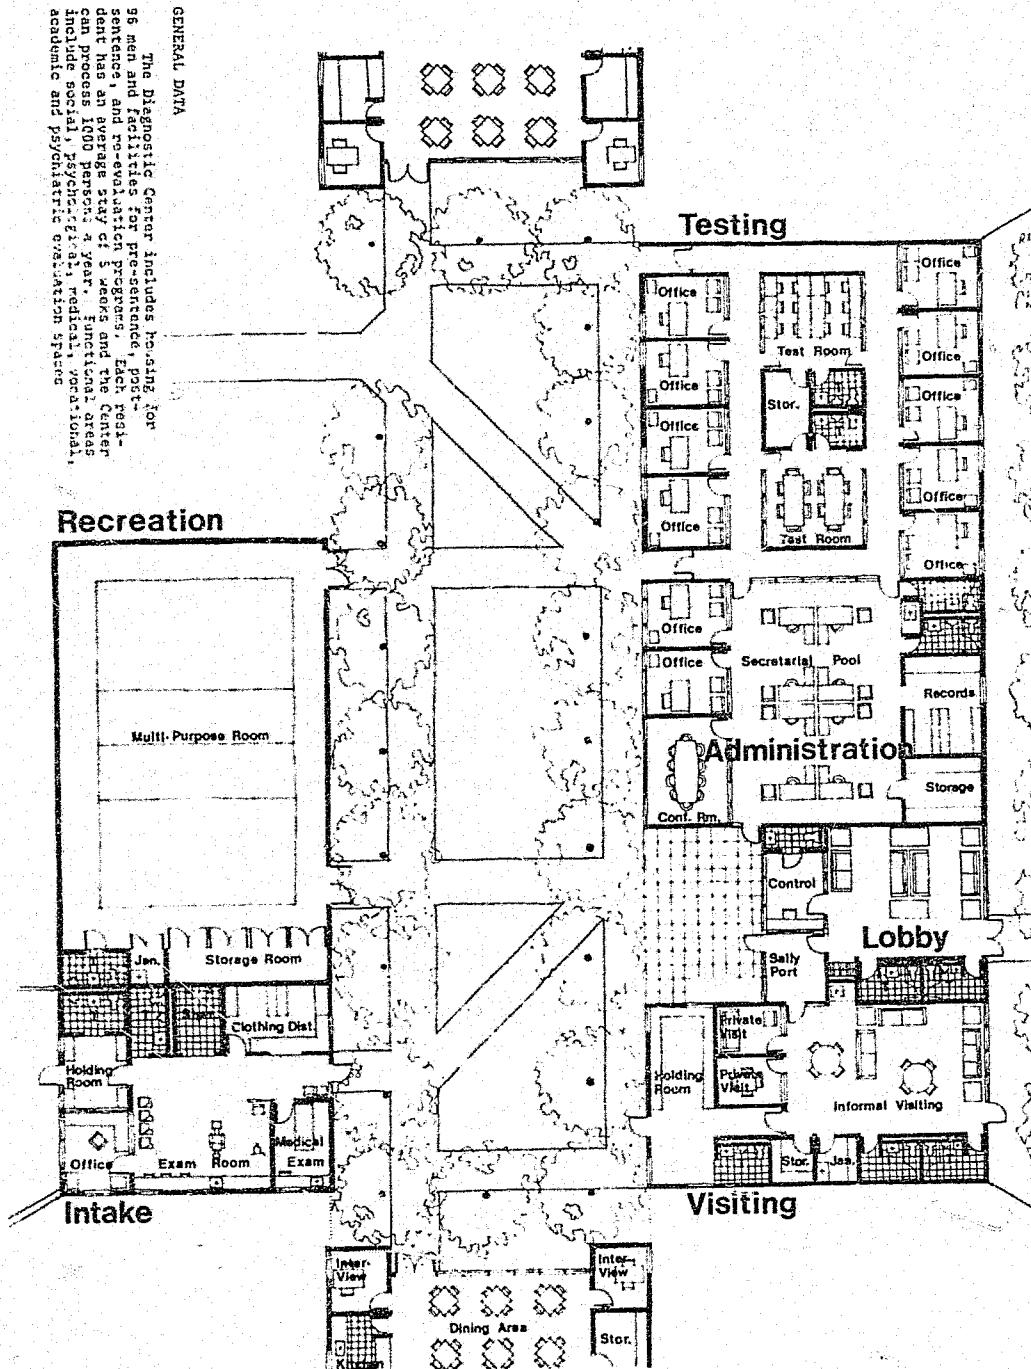 GENERAL DATA
The Diagnostic Center includes housing for
96 men and facilities for pre-sentence, post-
sentence, and re-evaluation programs. Each resi-
dent has an average stay of 5 weeks and the Center
can process 1000 persons a year. Functional areas
include social, psychological, medical, vocational,
academic and psychiatric evaluation spaces
Testing
Office
Office
Test Room
Office
Office
Stor.
Office
Office
Office
Office
Office
Test Room
Office
Recreation
Office
Office
Secretarial Pool
Records
Multi-Purpose Room
Administration
Storage
Conf. Rm.
Control
Lobby
Jan.
Storage Room
Sally
Port
Clothing Dist.
Private
Visit
Holding
Room
Holding
Room
Private
Visit
Informal Visiting
Medical
Exam
Office
Exam Room
Stor.
Jan.
Intake
Visiting
Inter-
View
Inter-
View
Dining Area
Stor.
Kitchen